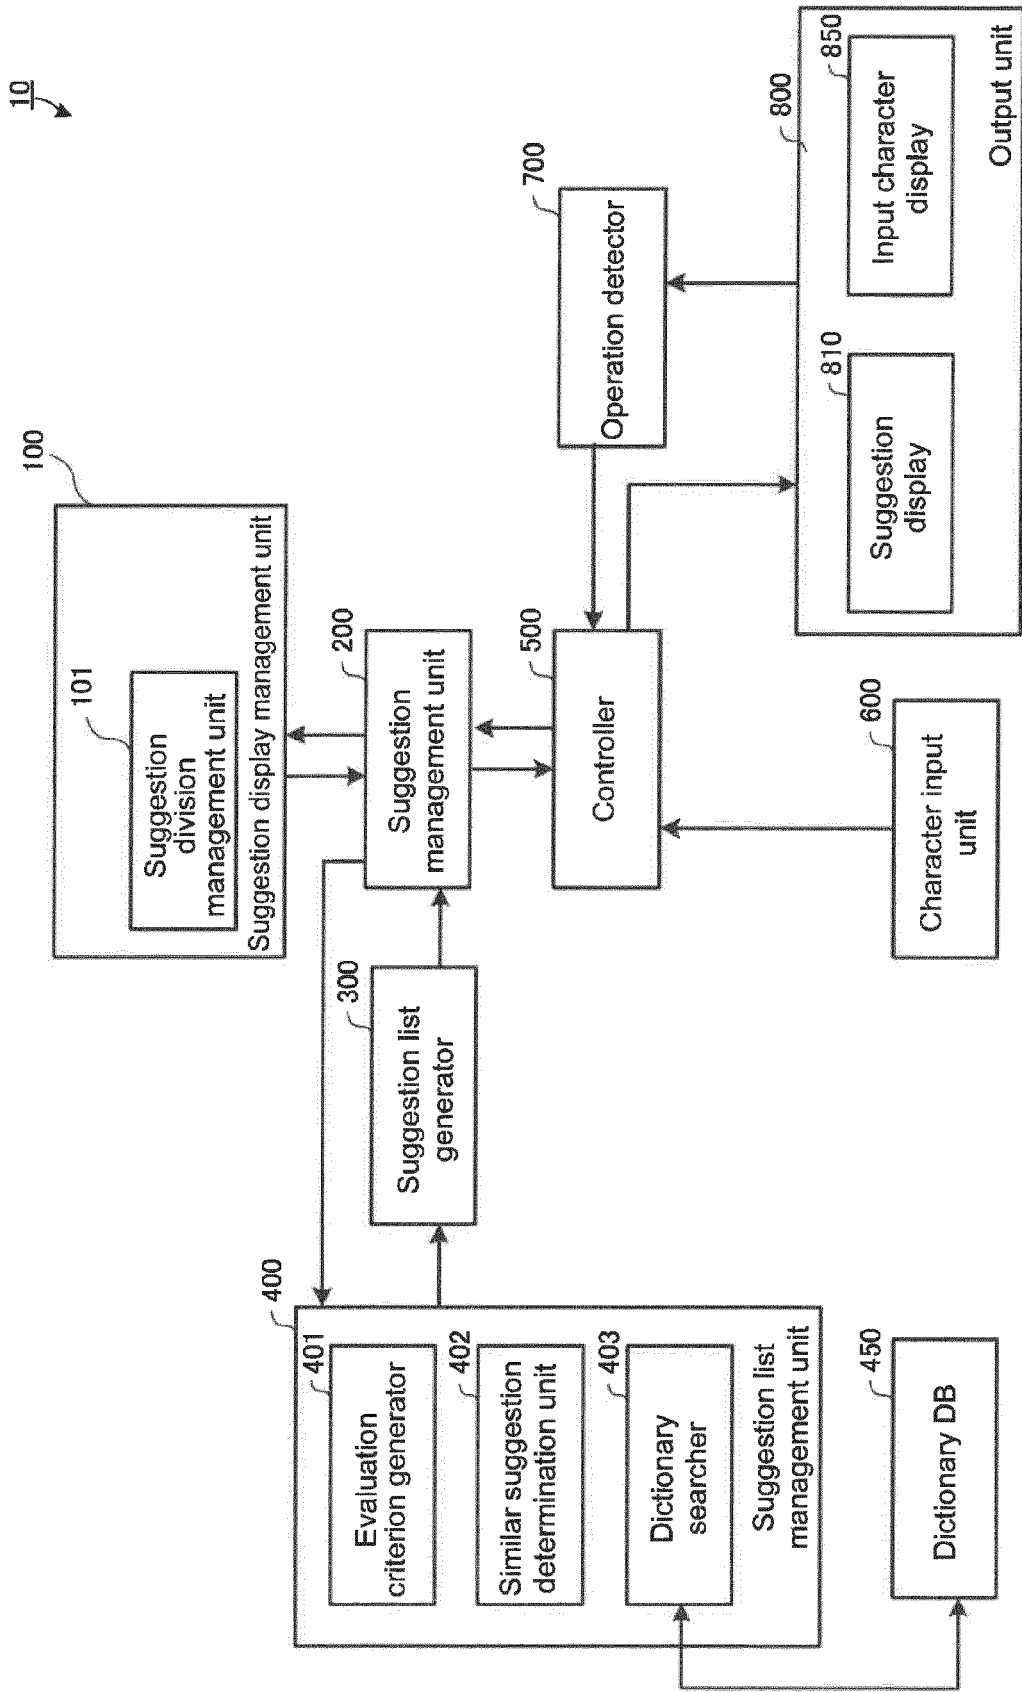 10
100
101
Suggestion
division
management unit
Suggestion display management unit
400
401
Evaluation
criterion generator
402
Similar suggestion
determination unit
403
Dictionary
searcher
Suggestion list
management unit
300
Suggestion list
generator
200
Suggestion
management unit
700
Operation detector
500
Controller
450
Dictionary DB
600
Character input
unit
800
810
Suggestion
display
850
Input character
display
Output unit